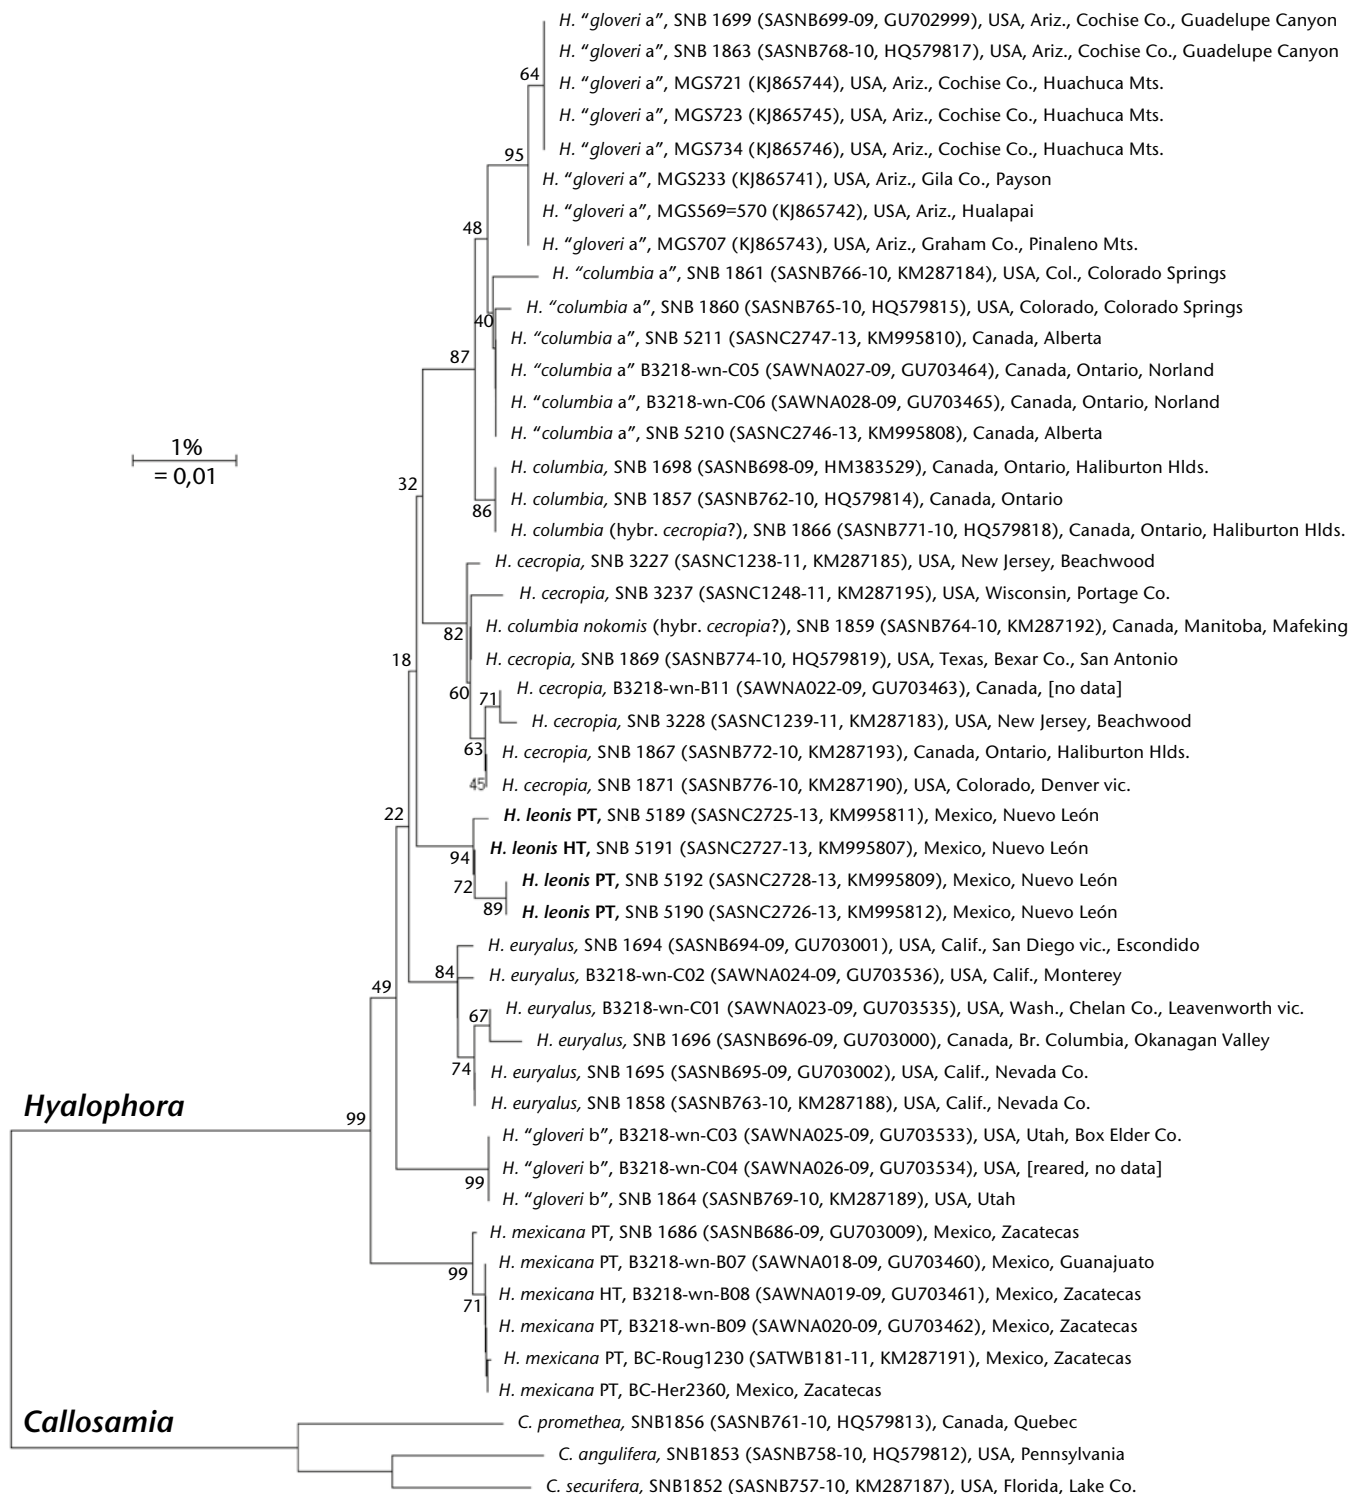 H. “gloveri a”, SNB 1699 (SASNB699-09, GU702999), USA, Ariz., Cochise Co., Guadelupe Canyon
H. “gloveri a”, SNB 1863 (SASNB768-10, HQ579817), USA, Ariz., Cochise Co., Guadelupe Canyon
64
H. “gloveri a”, MGS721 (KJ865744), USA, Ariz., Cochise Co., Huachuca Mts.
H. “gloveri a”, MGS723 (KJ865745), USA, Ariz., Cochise Co., Huachuca Mts.
H. “gloveri a”, MGS734 (KJ865746), USA, Ariz., Cochise Co., Huachuca Mts.
95
H. “gloveri a”, MGS233 (KJ865741), USA, Ariz., Gila Co., Payson
H. “gloveri a”, MGS569=570 (KJ865742), USA, Ariz., Hualapai
48
H. “gloveri a”, MGS707 (KJ865743), USA, Ariz., Graham Co., Pinaleno Mts.
H. “columbia a”, SNB 1861 (SASNB766-10, KM287184), USA, Col., Colorado Springs
H. “columbia a”, SNB 1860 (SASNB765-10, HQ579815), USA, Colorado, Colorado Springs
40
H. “columbia a”, SNB 5211 (SASNC2747-13, KM995810), Canada, Alberta
87
H. “columbia a” B3218-wn-C05 (SAWNA027-09, GU703464), Canada, Ontario, Norland
H. “columbia a”, B3218-wn-C06 (SAWNA028-09, GU703465), Canada, Ontario, Norland
H. “columbia a”, SNB 5210 (SASNC2746-13, KM995808), Canada, Alberta
1%
= 0,01
H. columbia, SNB 1698 (SASNB698-09, HM383529), Canada, Ontario, Haliburton Hlds.
32
H. columbia, SNB 1857 (SASNB762-10, HQ579814), Canada, Ontario
86
H. columbia (hybr. cecropia?), SNB 1866 (SASNB771-10, HQ579818), Canada, Ontario, Haliburton Hlds.
H. cecropia, SNB 3227 (SASNC1238-11, KM287185), USA, New Jersey, Beachwood
H. cecropia, SNB 3237 (SASNC1248-11, KM287195), USA, Wisconsin, Portage Co.
82
H. columbia nokomis (hybr. cecropia?), SNB 1859 (SASNB764-10, KM287192), Canada, Manitoba, Mafeking
18
H. cecropia, SNB 1869 (SASNB774-10, HQ579819), USA, Texas, Bexar Co., San Antonio
60
71
H. cecropia, B3218-wn-B11 (SAWNA022-09, GU703463), Canada, [no data]
H. cecropia, SNB 3228 (SASNC1239-11, KM287183), USA, New Jersey, Beachwood
63
H. cecropia, SNB 1867 (SASNB772-10, KM287193), Canada, Ontario, Haliburton Hlds.
45
H. cecropia, SNB 1871 (SASNB776-10, KM287190), USA, Colorado, Denver vic.
22
H. leonis PT, SNB 5189 (SASNC2725-13, KM995811), Mexico, Nuevo León
94
H. leonis HT, SNB 5191 (SASNC2727-13, KM995807), Mexico, Nuevo León
72
H. leonis PT, SNB 5192 (SASNC2728-13, KM995809), Mexico, Nuevo León
89
H. leonis PT, SNB 5190 (SASNC2726-13, KM995812), Mexico, Nuevo León
H. euryalus, SNB 1694 (SASNB694-09, GU703001), USA, Calif., San Diego vic., Escondido
84
H. euryalus, B3218-wn-C02 (SAWNA024-09, GU703536), USA, Calif., Monterey
49
H. euryalus, B3218-wn-C01 (SAWNA023-09, GU703535), USA, Wash., Chelan Co., Leavenworth vic.
67
H. euryalus, SNB 1696 (SASNB696-09, GU703000), Canada, Br. Columbia, Okanagan Valley
74
H. euryalus, SNB 1695 (SASNB695-09, GU703002), USA, Calif., Nevada Co.
Hyalophora
H. euryalus, SNB 1858 (SASNB763-10, KM287188), USA, Calif., Nevada Co.
99
H. “gloveri b”, B3218-wn-C03 (SAWNA025-09, GU703533), USA, Utah, Box Elder Co.
H. “gloveri b”, B3218-wn-C04 (SAWNA026-09, GU703534), USA, [reared, no data]
99
H. “gloveri b”, SNB 1864 (SASNB769-10, KM287189), USA, Utah
H. mexicana PT, SNB 1686 (SASNB686-09, GU703009), Mexico, Zacatecas
99
H. mexicana PT, B3218-wn-B07 (SAWNA018-09, GU703460), Mexico, Guanajuato
71
H. mexicana HT, B3218-wn-B08 (SAWNA019-09, GU703461), Mexico, Zacatecas
H. mexicana PT, B3218-wn-B09 (SAWNA020-09, GU703462), Mexico, Zacatecas
H. mexicana PT, BC-Roug1230 (SATWB181-11, KM287191), Mexico, Zacatecas
H. mexicana PT, BC-Her2360, Mexico, Zacatecas
Callosamia
C. promethea, SNB1856 (SASNB761-10, HQ579813), Canada, Quebec
C. angulifera, SNB1853 (SASNB758-10, HQ579812), USA, Pennsylvania
C. securifera, SNB1852 (SASNB757-10, KM287187), USA, Florida, Lake Co.